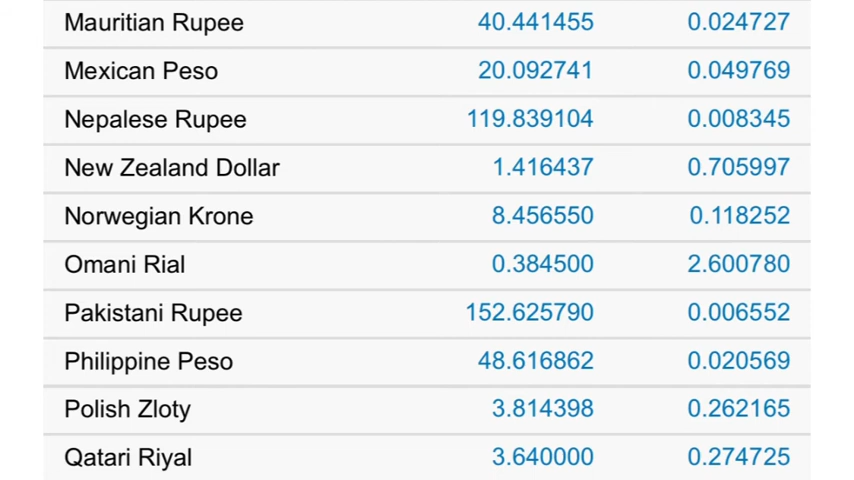 Mauritian Rupee 40.441455 0.024727
Mexican Peso 20.092741 0.049769
Nepalese Rupee 119.839104 0.008345
New Zealand Dollar 1.416437 0.705997
Norwegian Krone 8.456550 0.118252
Omani Rial 0.384500 2.600780
Pakistani Rupee 152.625790 0.006552
Philippine Peso 48.616862 0.020569
Polish Zloty 3.814398 0.262165
Qatari Riyal 3.640000 0.274725